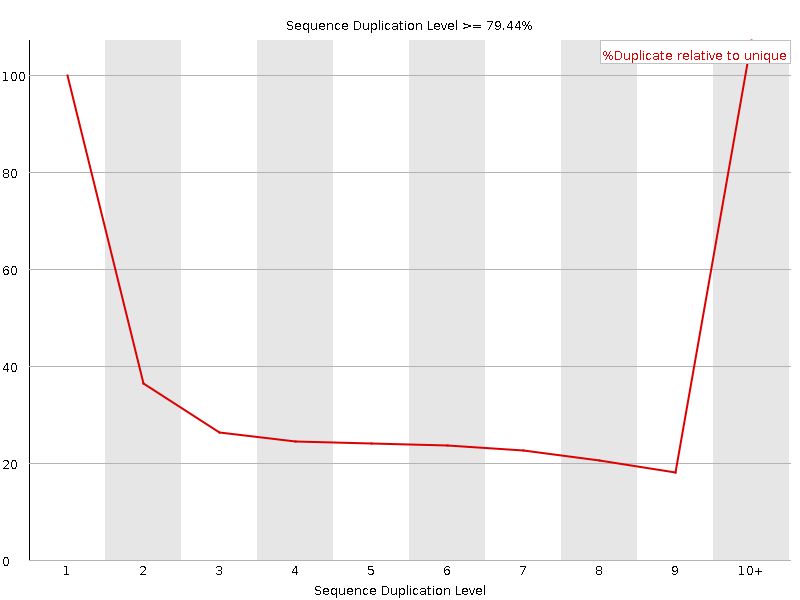 Sequence Duplication Level >= 79.44%
%Duplicate relative to unique
100
80
60
40
20
0
1 2 3 4 5 6 7 8 9 10+
Sequence Duplication Level